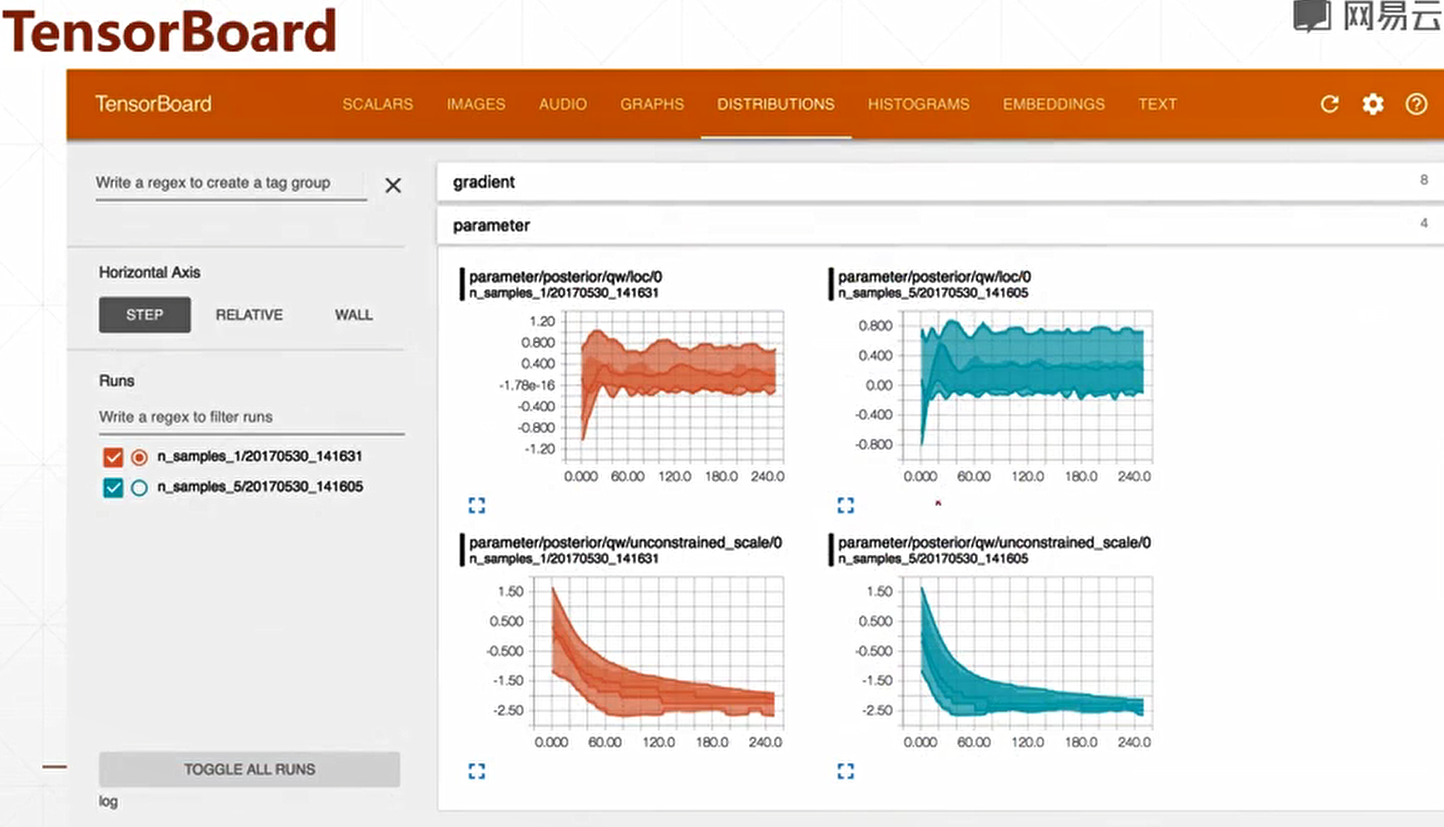 TensorBoard
网易云
TensorBoard
SCALARS
IMAGES
AUDIO
GRAPHS
DISTRIBUTIONS
HISTOGRAMS
EMBEDDINGS
TEXT
Write a regex to create a tag group
Horizontal Axis
STEP
RELATIVE
WALL
Runs
Write a regex to filter runs
n_samples_1/20170530_141631
n_samples_5/20170530_141605
TOGGLE ALL RUNS
log
gradient
8
parameter
4
parameter/posterior/qw/loc/0
n_samples_1/20170530_141631
1.20
0.800
0.400
-1.78e-16
-0.400
-0.800
-1.20
0.000 60.00 120.0 180.0 240.0
parameter/posterior/qw/loc/0
n_samples_5/20170530_141605
0.800
0.400
0.00
-0.400
-0.800
0.000 60.00 120.0 180.0 240.0
parameter/posterior/qw/unconstrained_scale/0
n_samples_1/20170530_141631
1.50
0.500
-0.500
-1.50
-2.50
0.000 60.00 120.0 180.0 240.0
parameter/posterior/qw/unconstrained_scale/0
n_samples_5/20170530_141605
1.50
0.500
-0.500
-1.50
-2.50
0.000 60.00 120.0 180.0 240.0